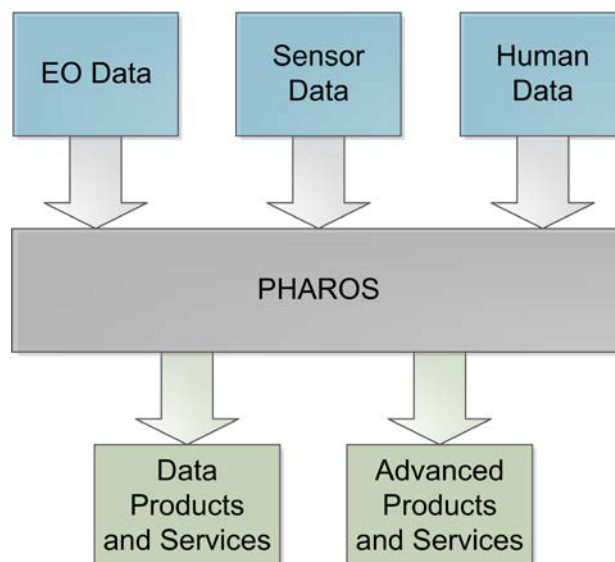 EO Data
Sensor
Data
Human
Data
PHAROS
Data
Products
and Services
Advanced
Products
and Services